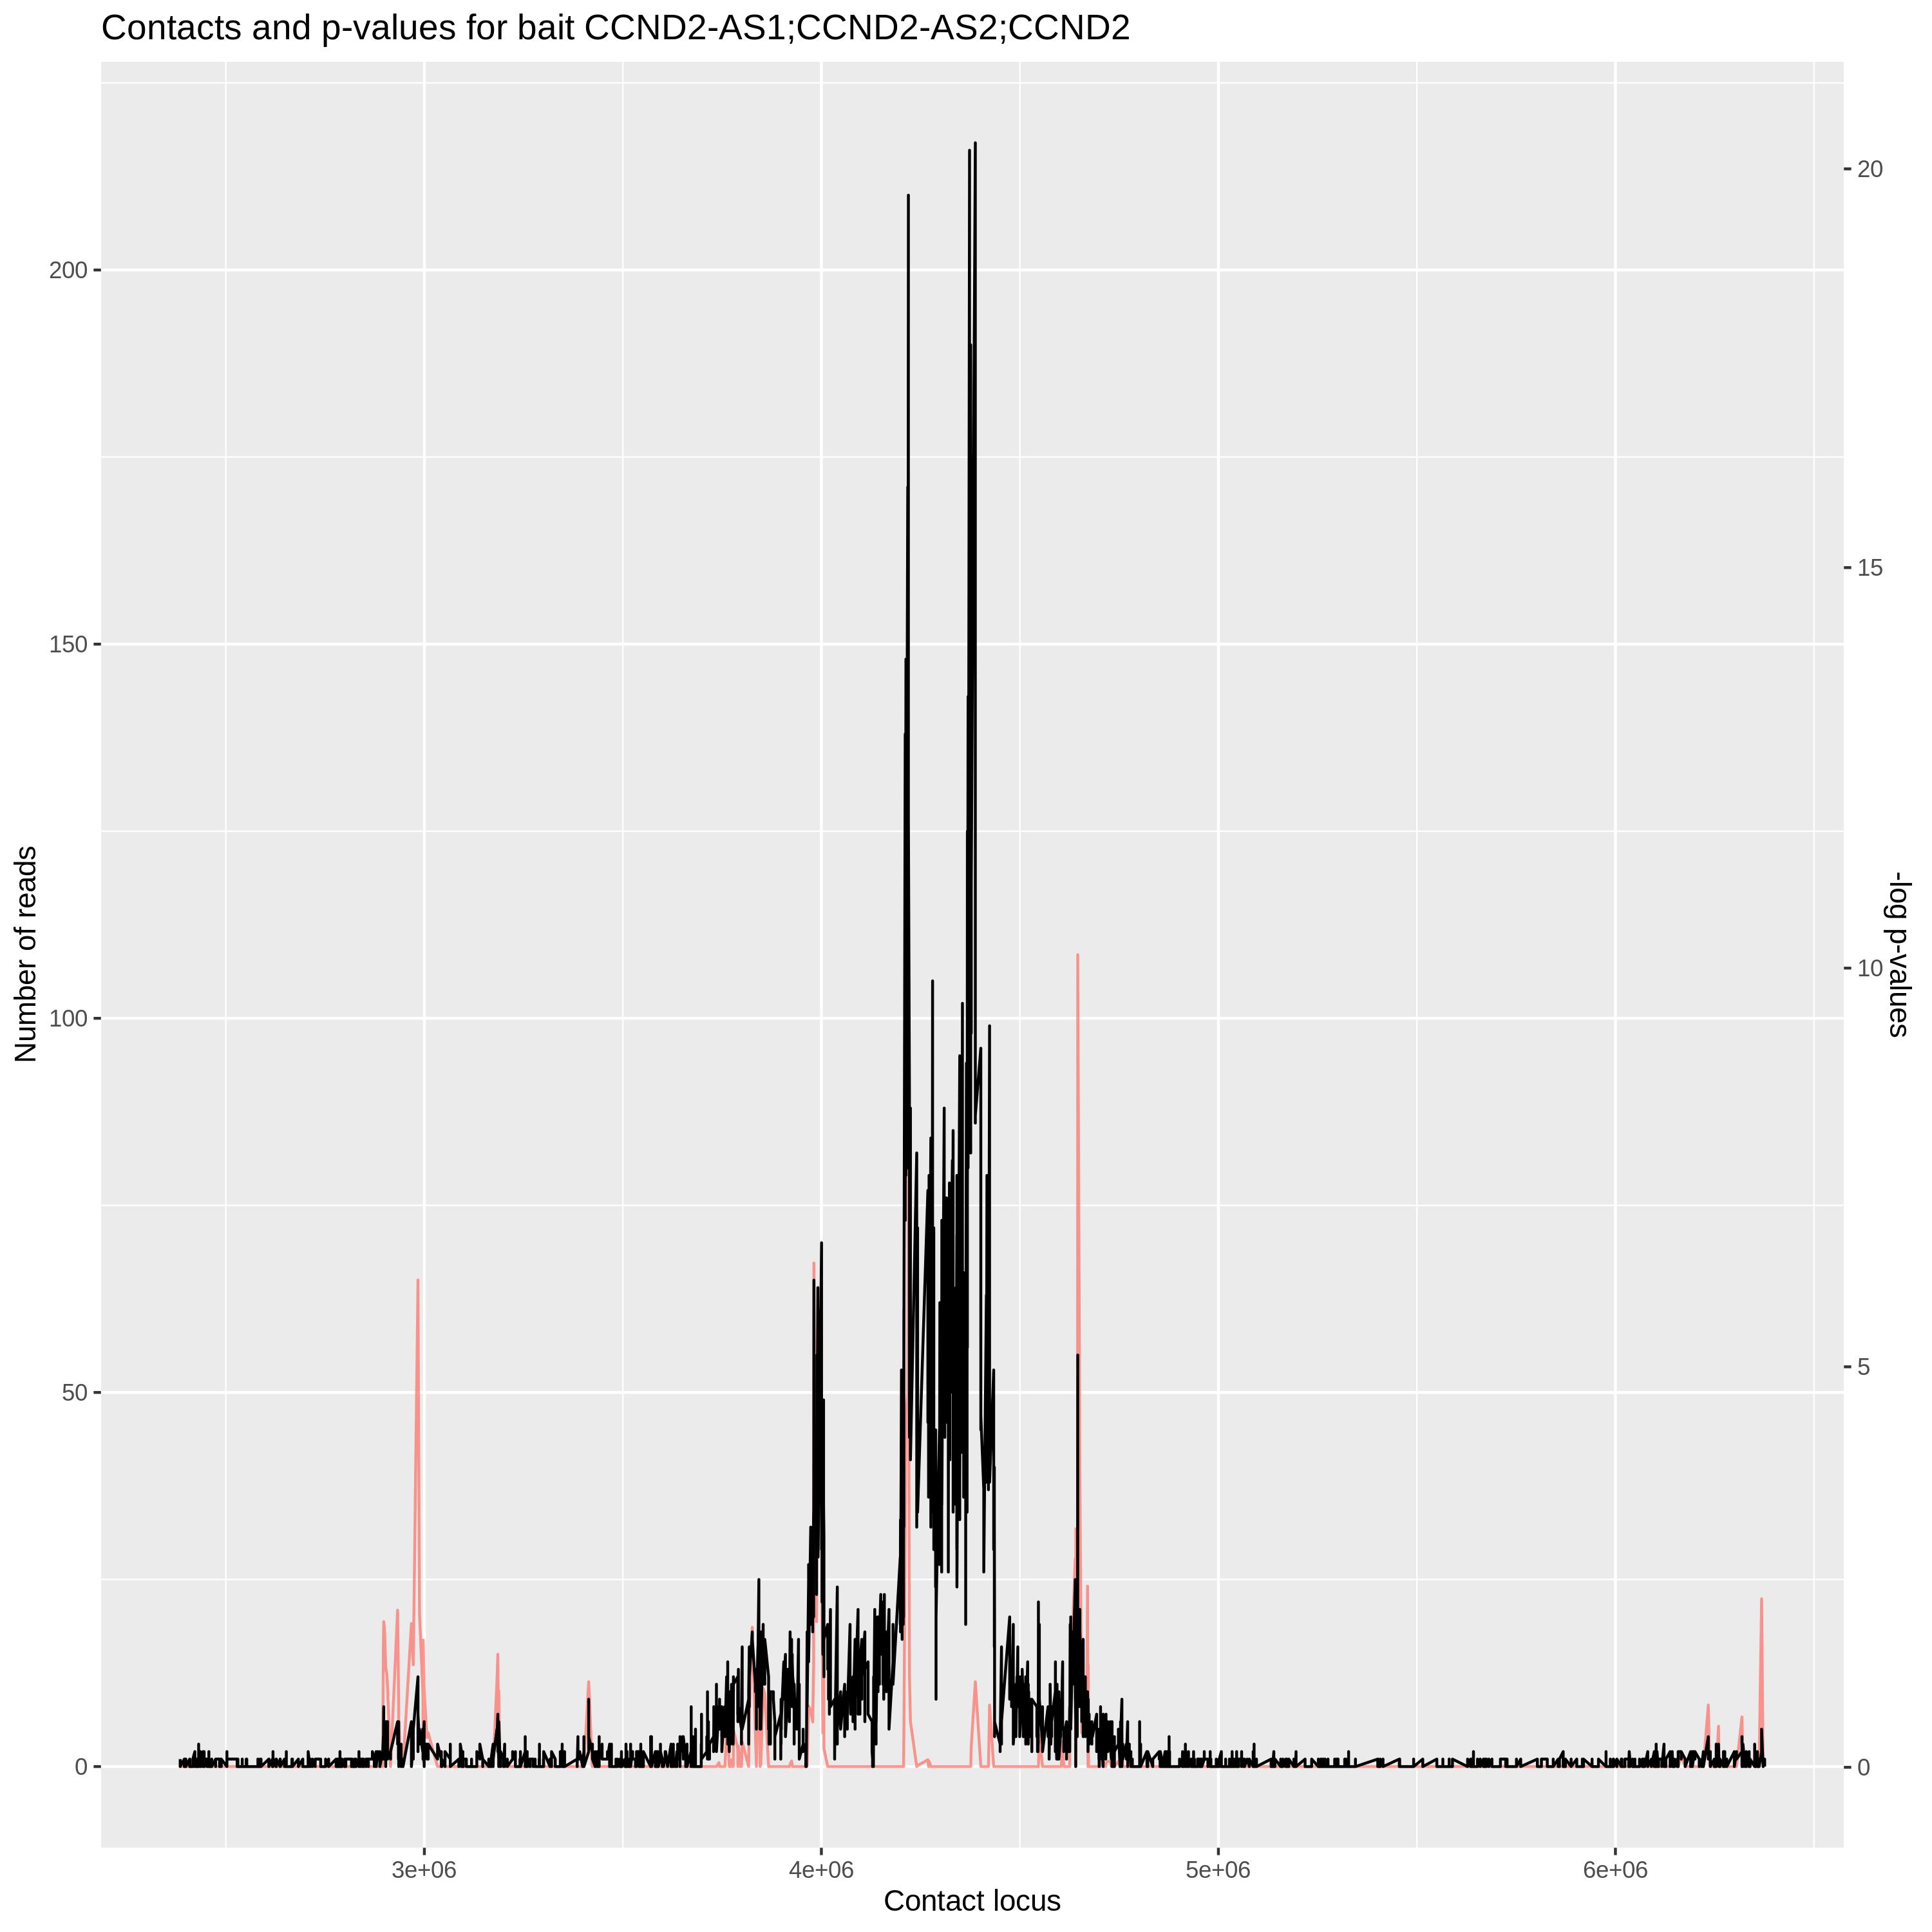 Contacts and p-values for bait CCND2-AS1;CCND2-AS2;CCND2
200
150
100
50
0
Number of reads
20
15
10
5
0
-log p-values
3e+06
4e+06
5e+06
6e+06
Contact locus